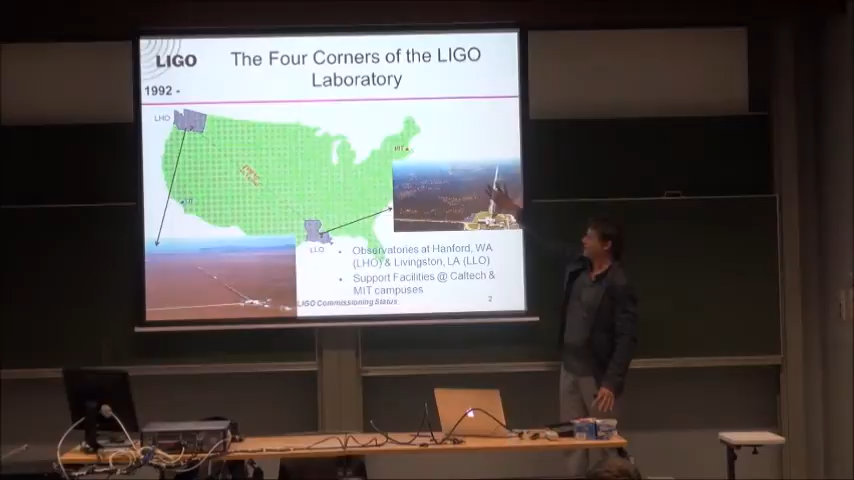 LIGO
The Four Corners of the LIGO
Laboratory
1992 -
LHO
MIT
LLO
• Observatories at Hanford, WA
(LHO) & Livingston, LA (LLO)
• Support Facilities @ Caltech &
MIT campuses
LIGO Commissioning Status
2